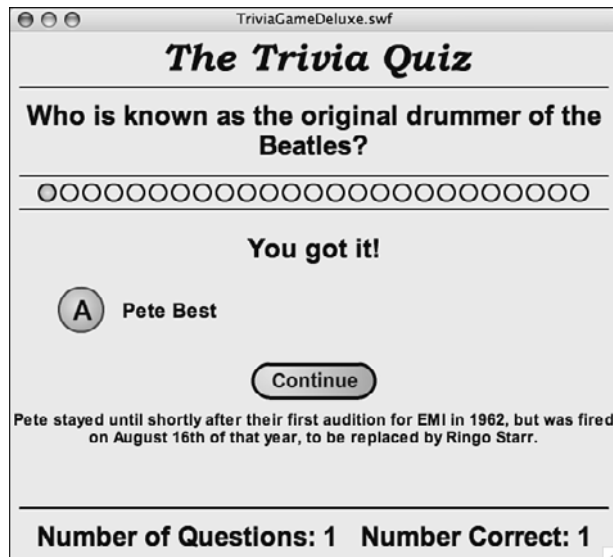 TriviaGameDeluxe.swf
The Trivia Quiz
Who is known as the original drummer of the
Beatles?
You got it!
A Pete Best
Continue
Pete stayed until shortly after their first audition for EMI in 1962, but was fired
on August 16th of that year, to be replaced by Ringo Starr.
Number of Questions: 1 Number Correct: 1